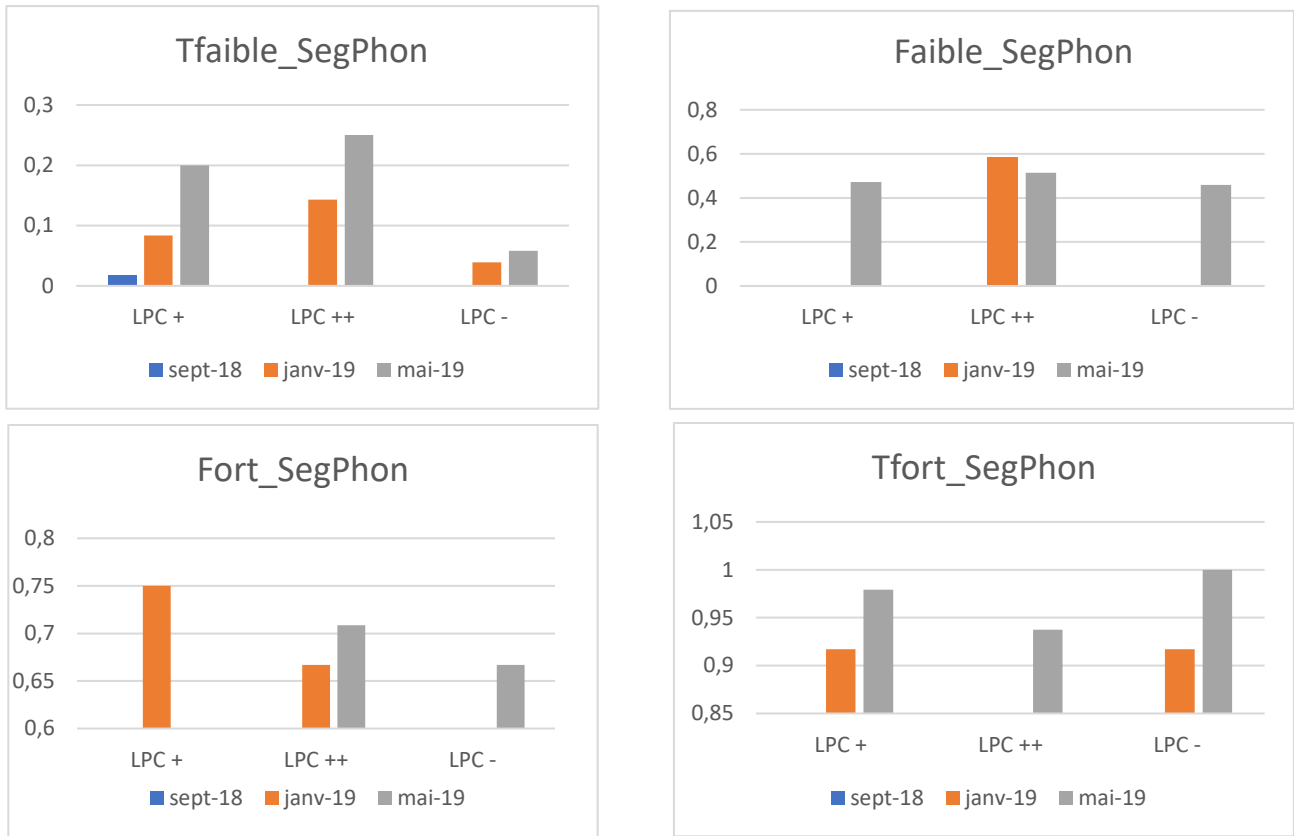 Tfaible_SegPhon
0,3
0,2
0,1
0
LPC + LPC ++ LPC -
sept-18 janv-19 mai-19
Faible_SegPhon
0,8
0,6
0,4
0,2
0
LPC + LPC ++ LPC -
sept-18 janv-19 mai-19
Fort_SegPhon
0,8
0,75
0,7
0,65
0,6
LPC + LPC ++ LPC -
sept-18 janv-19 mai-19
Tfort_SegPhon
1,05
1
0,95
0,9
0,85
LPC + LPC ++ LPC -
sept-18 janv-19 mai-19